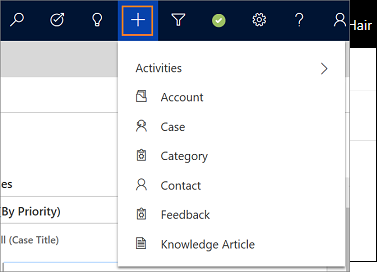 Hair
Activities
Account
Case
Category
Contact
Feedback
Knowledge Article
es
(By Priority)
ll (Case Title)